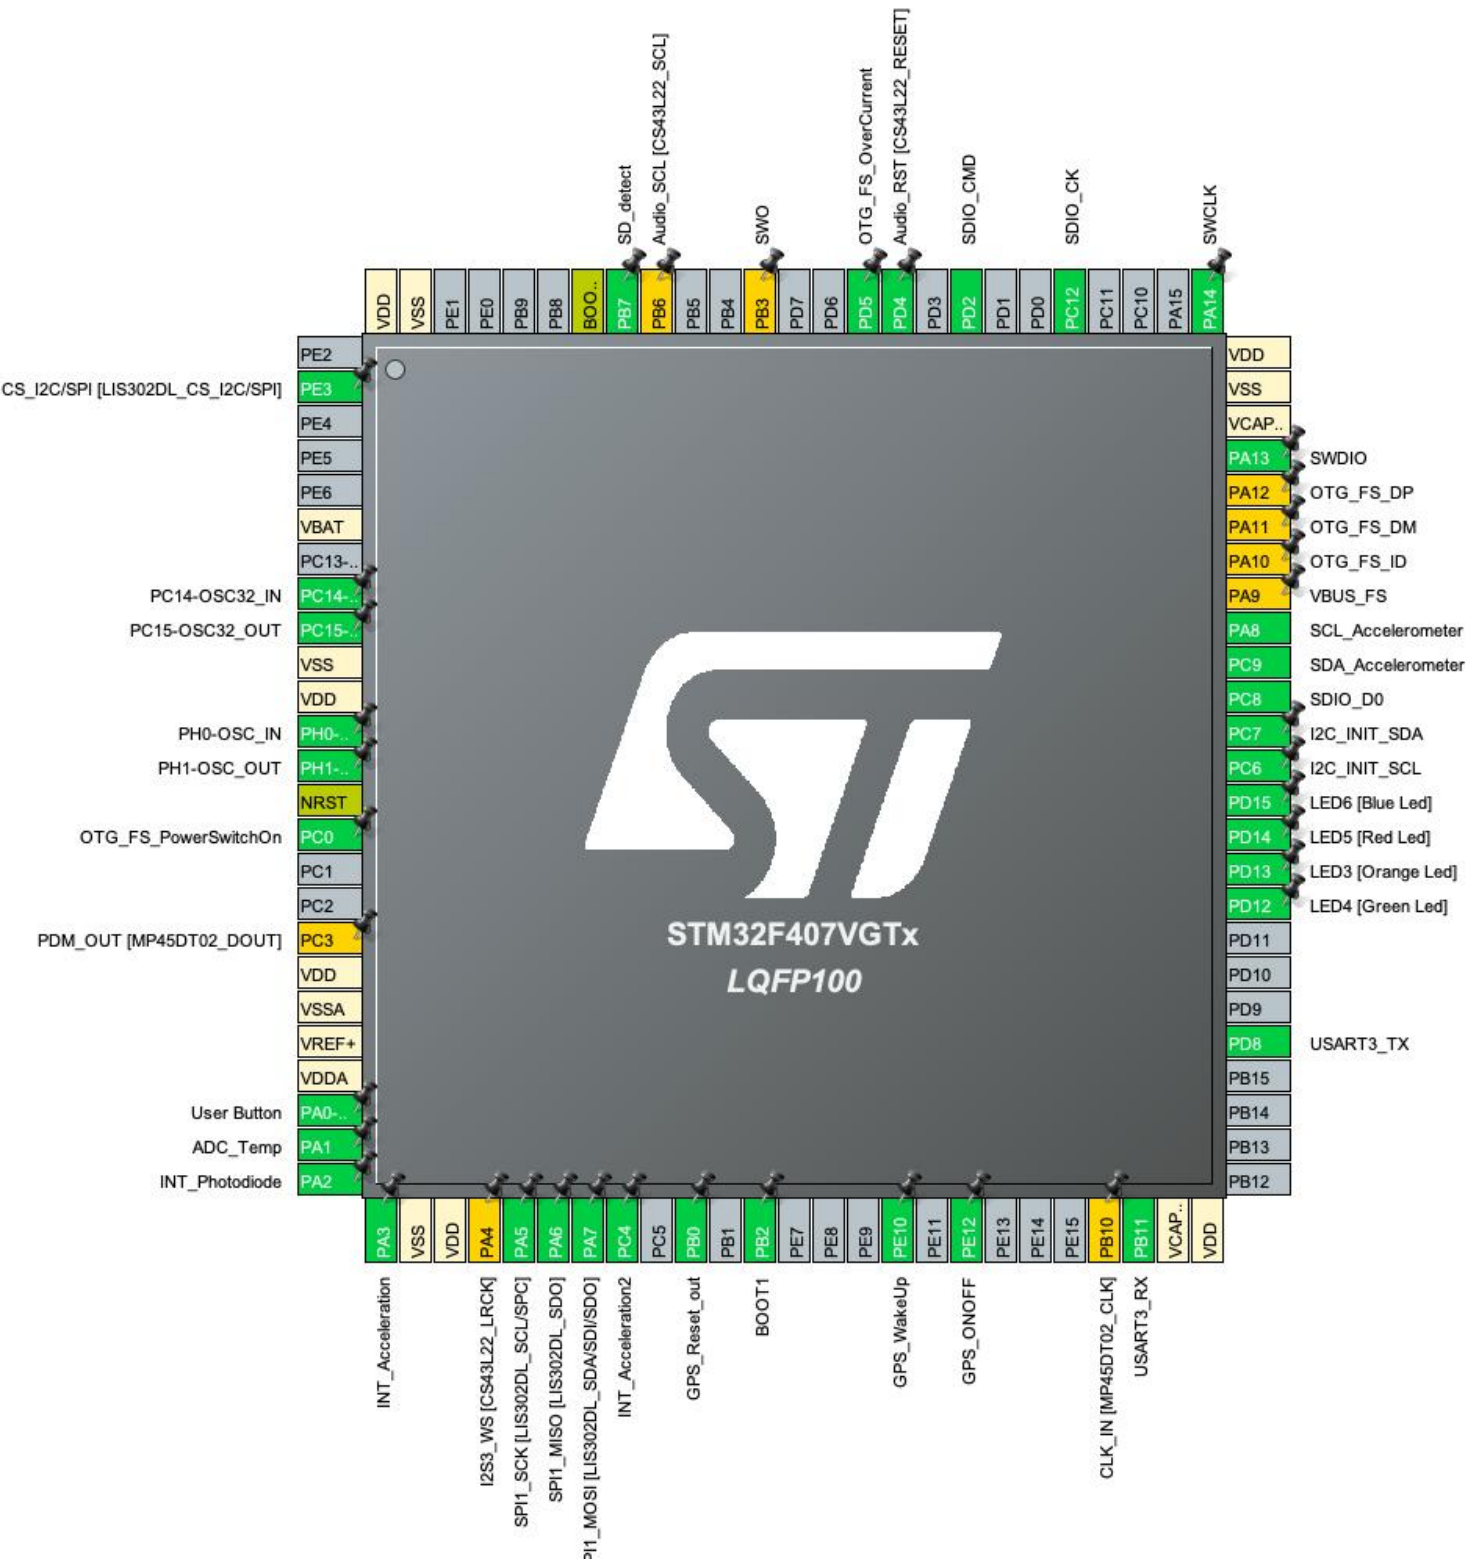 SD_detect
Audio_SCL [CS43L22_SCL]
SWO
OTG_FS_OverCurrent
Audio_RST [CS43L22_RESET]
SDIO_CMD
SDIO_CK
SWCLK
VDD
VSS
PE1
PE0
PB9
PB8
BOO..
PB7
PB6
PB5
PB4
PB3
PD7
PD6
PD5
PD4
PD3
PD2
PD1
PD0
PC12
PC11
PC10
PA15
PA14
PE2
CS_I2C/SPI [LIS302DL_CS_I2C/SPI] PE3
PE4
PE5
PE6
VBAT
PC13-..
PC14-OSC32_IN PC14-..
PC15-OSC32_OUT PC15-..
VSS
VDD
PH0-OSC_IN PH0-..
PH1-OSC_OUT PH1-..
NRST
OTG_FS_PowerSwitchOn PC0
PC1
PC2
PDM_OUT [MP45DT02_DOUT] PC3
VDD
VSSA
VREF+
VDDA
User Button PA0-..
ADC_Temp PA1
INT_Photodiode PA2
STM32F407VGTx
LQFP100
VDD
VSS
VCAP..
PA13 SWDIO
PA12 OTG_FS_DP
PA11 OTG_FS_DM
PA10 OTG_FS_ID
PA9 VBUS_FS
PA8 SCL_Accelerometer
PC9 SDA_Accelerometer
PC8 SDIO_D0
PC7 I2C_INIT_SDA
PC6 I2C_INIT_SCL
PD15 LED6 [Blue Led]
PD14 LED5 [Red Led]
PD13 LED3 [Orange Led]
PD12 LED4 [Green Led]
PD11
PD10
PD9
PD8 USART3_TX
PB15
PB14
PB13
PB12
PA3
VSS
VDD
PA4
PA5
PA6
PA7
PC4
PC5
PB0
PB1
PB2
PE7
PE8
PE9
PE10
PE11
PE12
PE13
PE14
PE15
PB10
PB11
VCAP..
VDD
INT_Acceleration
I2S3_WS [CS43L22_LRCK]
SPI1_SCK [LIS302DL_SCL/SPC]
SPI1_MISO [LIS302DL_SDO]
PI1_MOSI [LIS302DL_SDA/SDI/SDO]
INT_Acceleration2
GPS_Reset_out
BOOT1
GPS_WakeUp
GPS_ONOFF
CLK_IN [MP45DT02_CLK]
USART3_RX